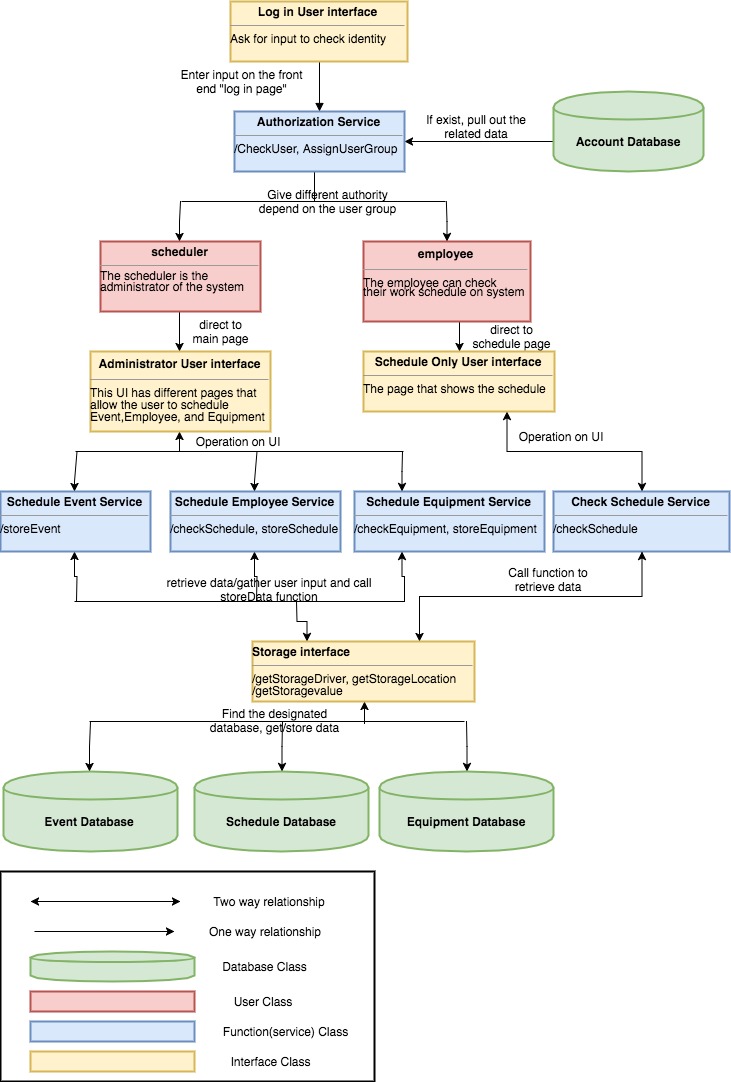 Log in User interface
Ask for input to check identity
Enter input on the front
end "log in page"
Authorization Service
/CheckUser, AssignUserGroup
If exist, pull out the
related data
Account Database
Give different authority
depend on the user group
scheduler
The scheduler is the
administrator of the system
employee
The employee can check
their work schedule on system
direct to
main page
direct to
schedule page
Administrator User interface
This UI has different pages that
allow the user to schedule
Event,Employee, and Equipment
Schedule Only User interface
The page that shows the schedule
Operation on UI
Operation on UI
Schedule Event Service
/storeEvent
Schedule Employee Service
/checkSchedule, storeSchedule
Schedule Equipment Service
/checkEquipment, storeEquipment
Check Schedule Service
/checkSchedule
retrieve data/gather user input and call
storeData function
Call function to
retrieve data
Storage interface
/getStorageDriver, getStorageLocation
/getStoragevalue
Find the designated
database, get/store data
Event Database
Schedule Database
Equipment Database
Two way relationship
One way relationship
Database Class
User Class
Function(service) Class
Interface Class